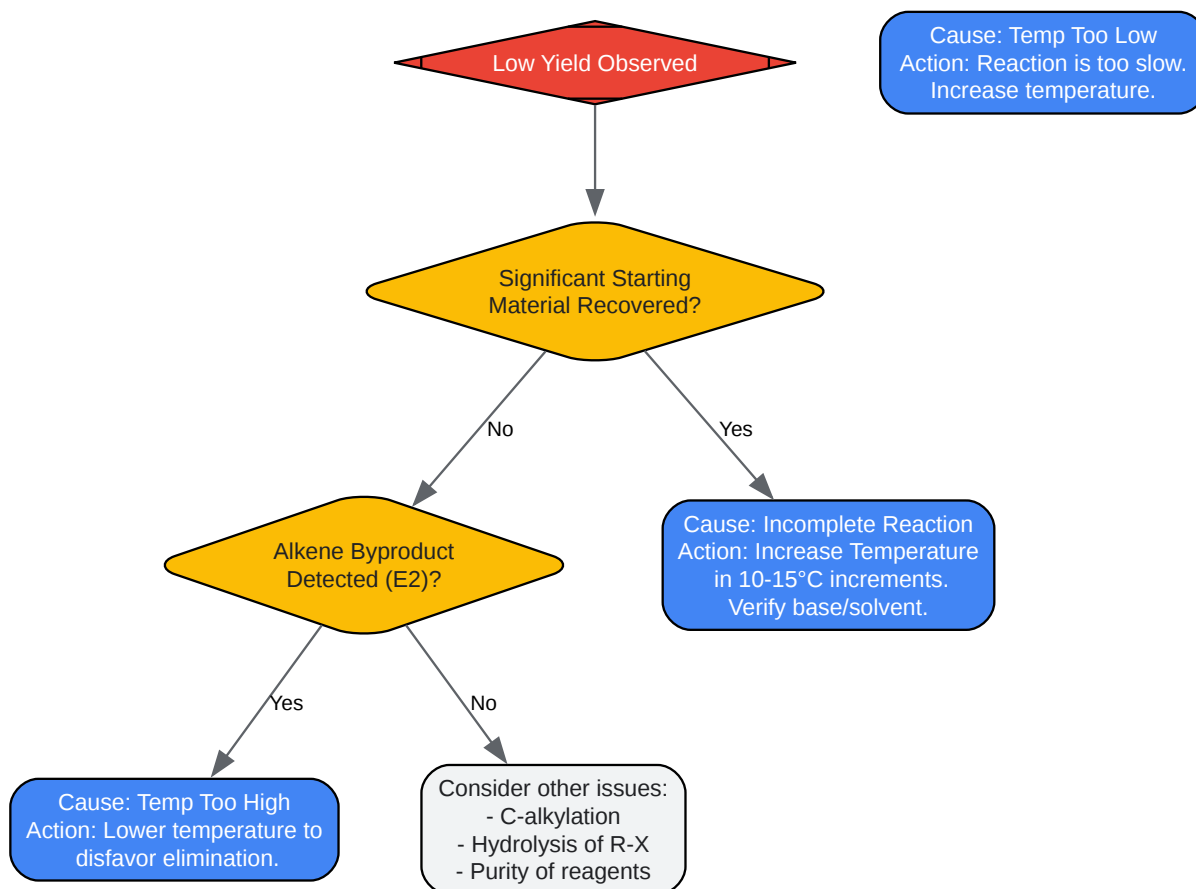 Low Yield Observed
Cause: Temp Too Low
Action: Reaction is too slow.
Increase temperature.
Significant Starting
Material Recovered?
No
Yes
Alkene Byproduct
Detected (E2)?
Cause: Incomplete Reaction
Action: Increase Temperature
in 10-15°C increments.
Verify base/solvent.
Yes
No
Cause: Temp Too High
Action: Lower temperature to
disfavor elimination.
Consider other issues:
- C-alkylation
- Hydrolysis of R-X
- Purity of reagents